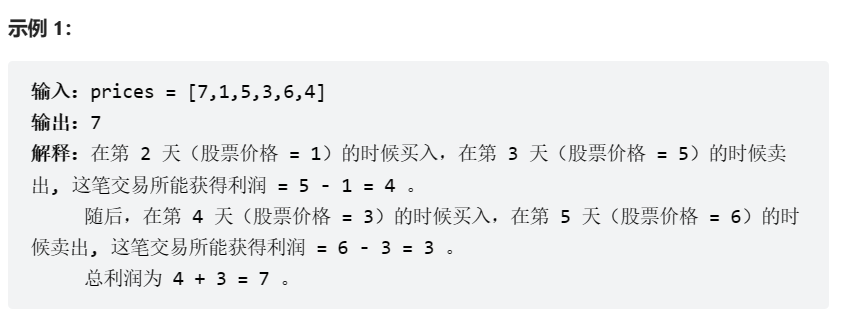 示例 1：
输入：prices = [7,1,5,3,6,4]
输出：7
解释：在第 2 天（股票价格 = 1）的时候买入，在第 3 天（股票价格 = 5）的时候卖
出, 这笔交易所能获得利润 = 5 - 1 = 4 。
随后，在第 4 天（股票价格 = 3）的时候买入，在第 5 天（股票价格 = 6）的时
候卖出, 这笔交易所能获得利润 = 6 - 3 = 3 。
总利润为 4 + 3 = 7 。